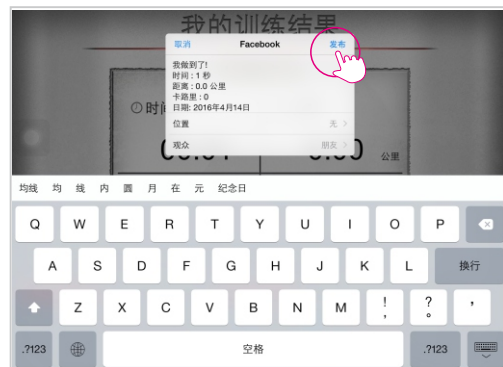 我的训练结果
取消 Facebook 发布
我做到了!
时间 : 1 秒
距离 : 0.0 公里
卡路里 : 0
日期: 2016年4月14日
时间
位置 无 >
观众 朋友 >
公里
均线 均 线 内 圆 月 在 元 纪念日
Q W E R T Y U I O P
A S D F G H J K L 换行
Z X C V B N M ! , ? 。 ,
.?123 空格 .?123